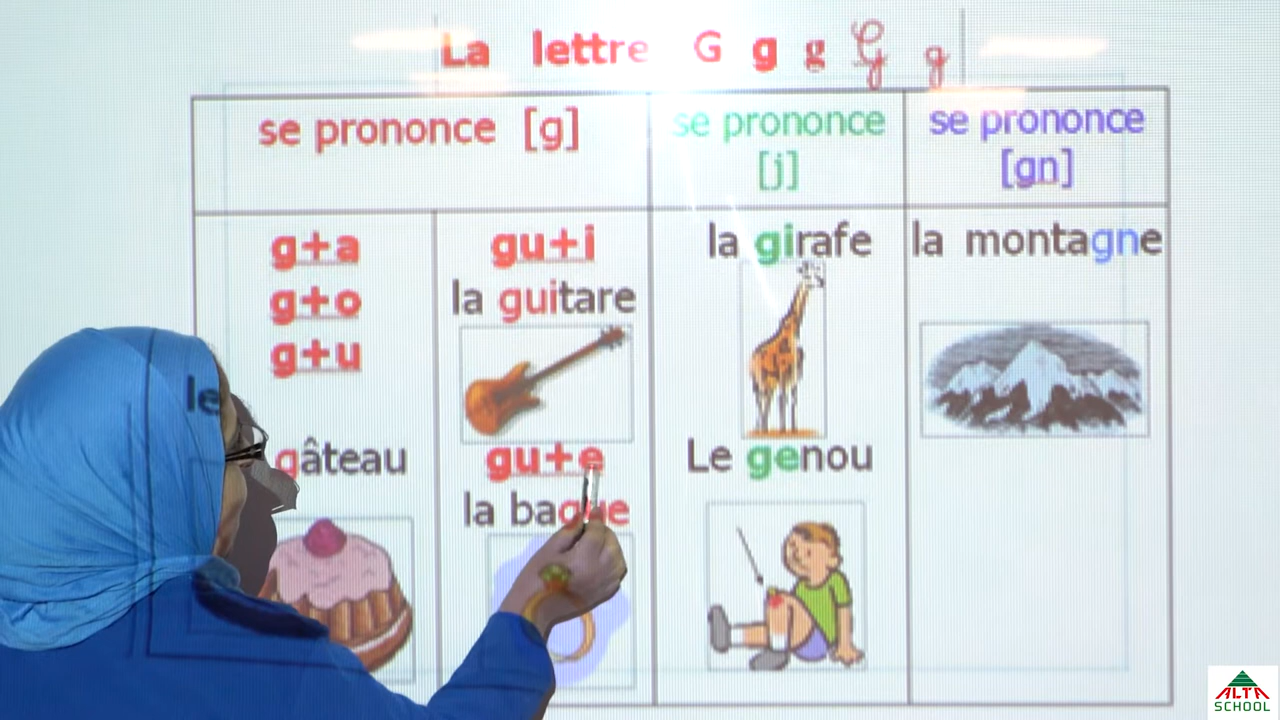 La lettre G g g G g
se prononce [g]
se prononce
[j]
se prononce
[gn]
g+a
g+o
g+u
le gâteau
gu+i
la guitare
gu+e
la bague
la girafe
Le genou
la montagne
ALTA
SCHOOL